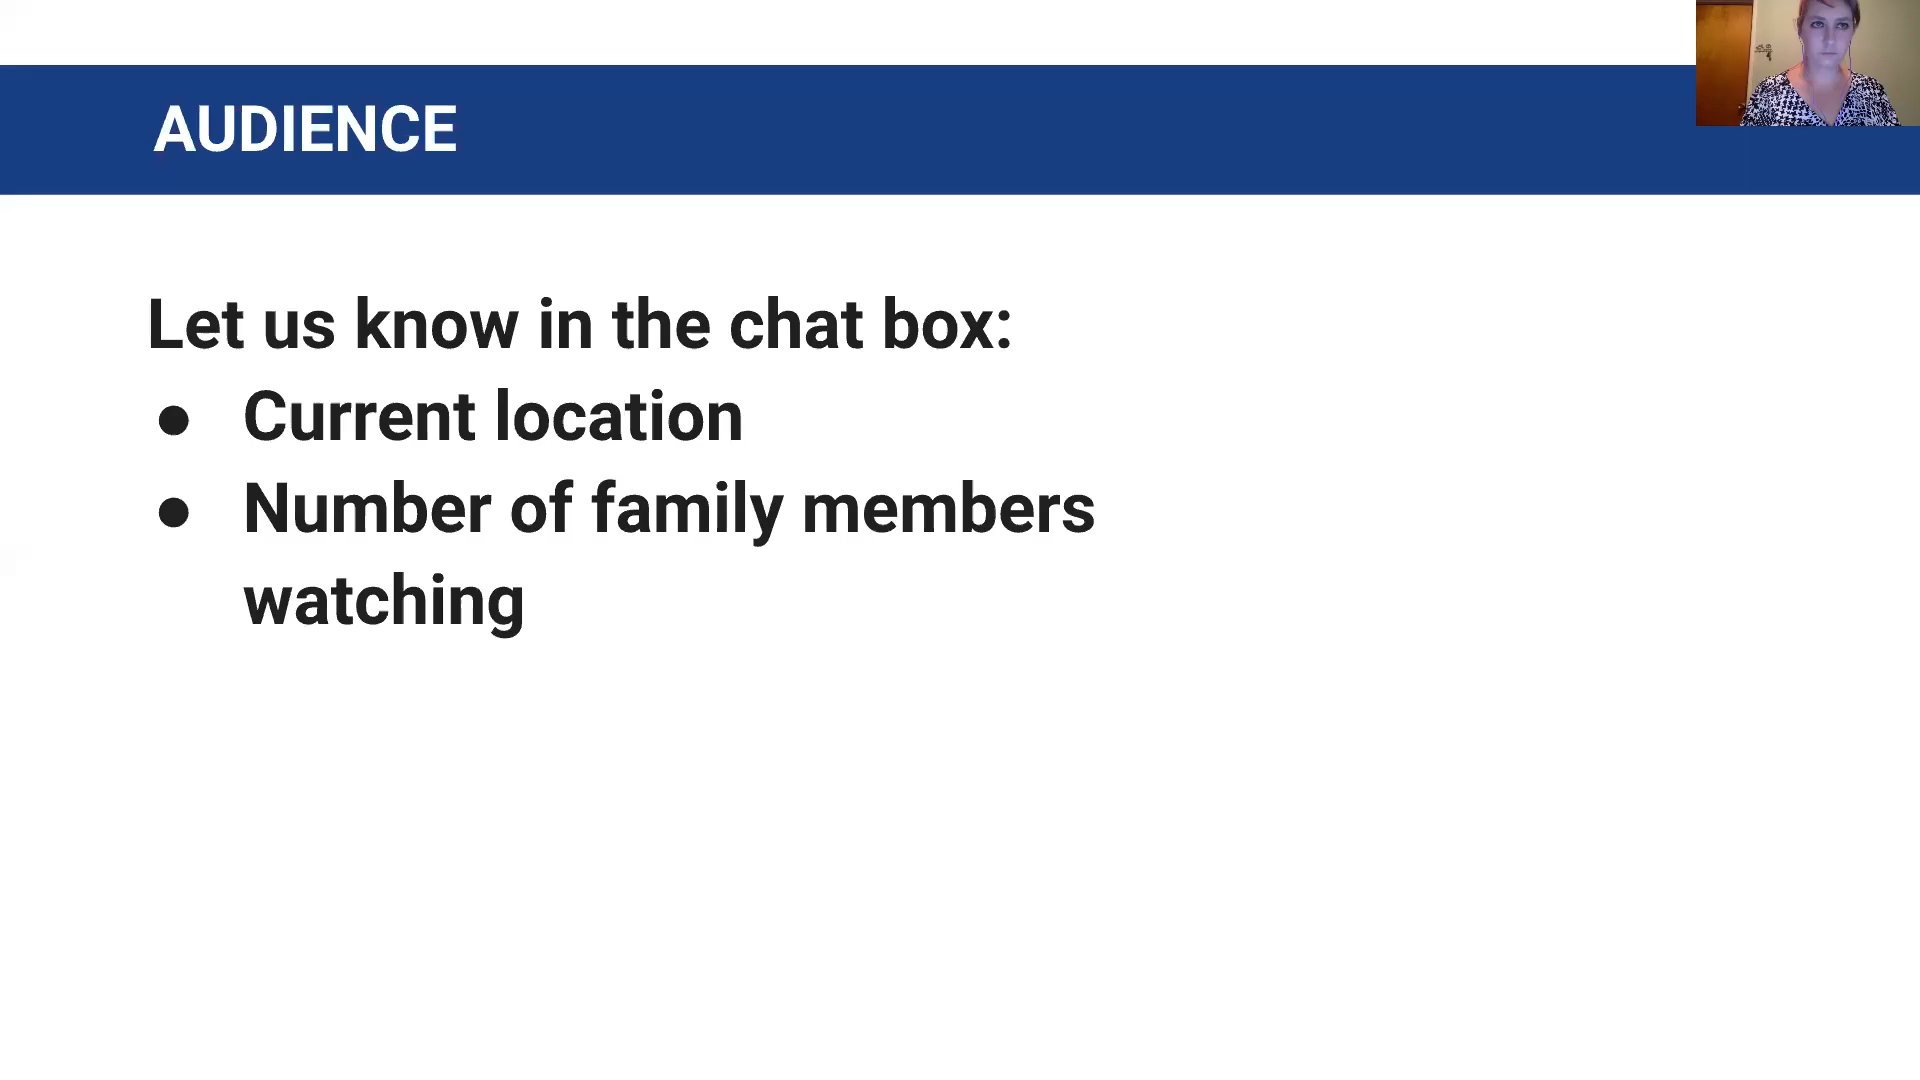 AUDIENCE
Let us know in the chat box:
● Current location
● Number of family members
watching